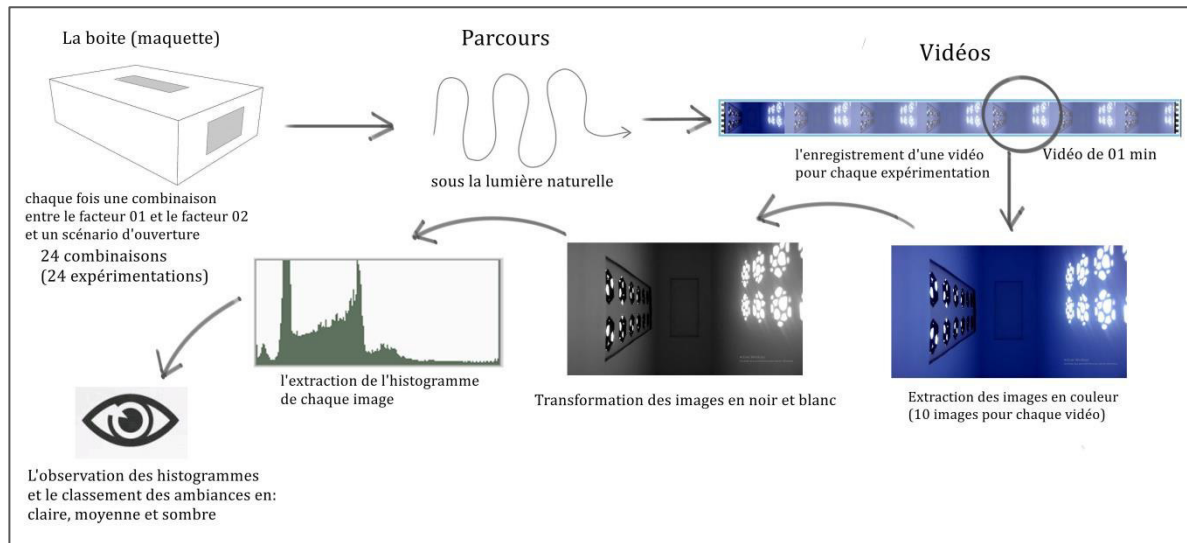 La boite (maquette)
Parcours
Vidéos
chaque fois une combinaison
entre le facteur 01 et le facteur 02
et un scénario d'ouverture
24 combinaisons
(24 expérimentations)
sous la lumière naturelle
l'enregistrement d'une vidéo
pour chaque expérimentation
Vidéo de 01 min
Extraction des images en couleur
(10 images pour chaque vidéo)
Transformation des images en noir et blanc
l'extraction de l'histogramme
de chaque image
L'observation des histogrammes
et le classement des ambiances en:
claire, moyenne et sombre